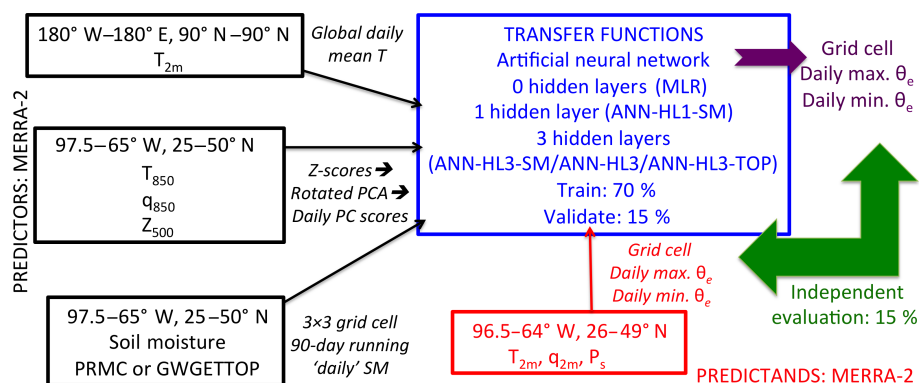 PREDICTORS: MERRA-2
180° W–180° E, 90° N –90° N
T2m
Global daily
mean T
97.5–65° W, 25–50° N
T850
q850
Z500
Z-scores ➔
Rotated PCA ➔
Daily PC scores
97.5–65° W, 25–50° N
Soil moisture
PRMC or GWGETTOP
3×3 grid cell
90-day running
‘daily’ SM
TRANSFER FUNCTIONS
Artificial neural network
0 hidden layers (MLR)
1 hidden layer (ANN-HL1-SM)
3 hidden layers
(ANN-HL3-SM/ANN-HL3/ANN-HL3-TOP)
Train: 70 %
Validate: 15 %
Grid cell
Daily max. θe
Daily min. θe
Grid cell
Daily max. θe
Daily min. θe
96.5–64° W, 26–49° N
T2m, q2m, Ps
Independent
evaluation: 15 %
PREDICTANDS: MERRA-2